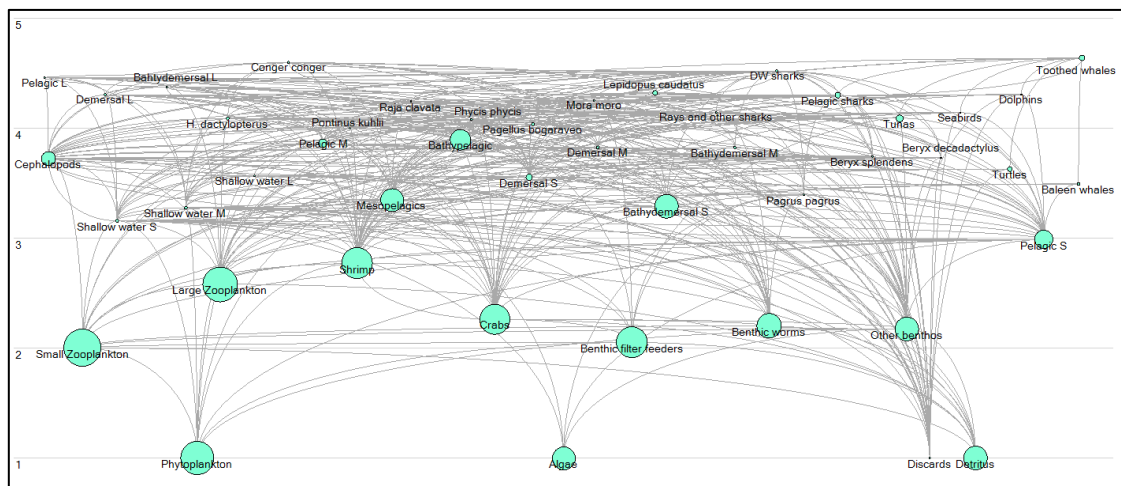 5
Conger conger
Pelagic L
Bahtydemersal L
DW sharks
Toothed whales
Lepidopus caudatus
Demersal L
Raja clavata
Mora moro
Pelagic sharks
Dolphins
Phycis phycis
H. dactylopterus
Pontinus kuhlii
Pagellus bogaraveo
Rays and other sharks
Tunas
Seabirds
4
Pelagic M
Bathypelagic
Demersal M
Bathydemersal M
Beryx decadactylus
Cephalopods
Beryx splendens
Shallow water L
Demersal S
Turtles
Baleen whales
Mesopelagics
Pagrus pagrus
Shallow water M
Bathydemersal S
Shallow water S
3
Pelagic S
Shrimp
Large Zooplankton
Crabs
Benthic worms
Other benthos
2
Small Zooplankton
Benthic filter feeders
1
Phytoplankton
Algae
Discards
Detritus